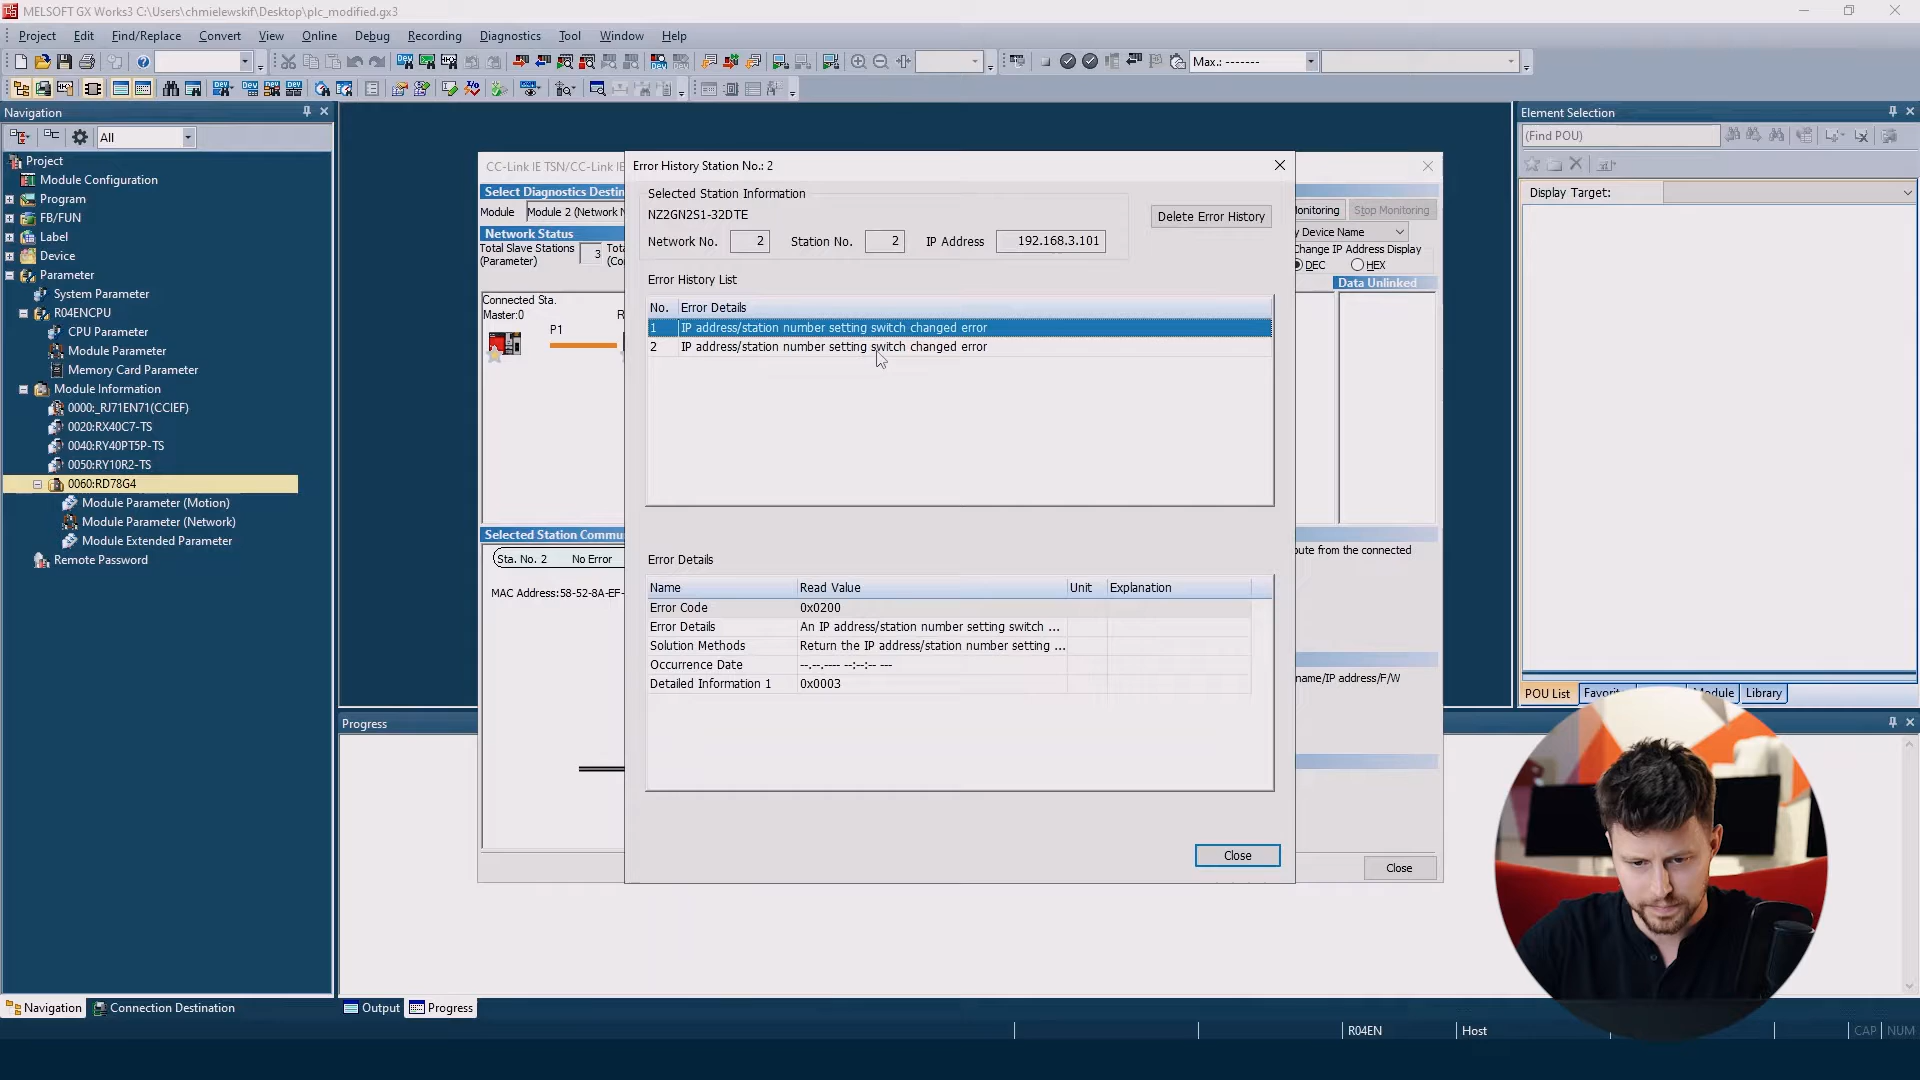 MELSOFT GX Works3 C:\Users\chmielewskif\Desktop\plc_modified.gx3
Project Edit Find/Replace Convert View Online Debug Recording Diagnostics Tool Window Help
Max.: -------
Navigation
All
Project
Module Configuration
Program
FB/FUN
Label
Device
Parameter
System Parameter
R04ENCPU
CPU Parameter
Module Parameter
Memory Card Parameter
Module Information
0000:_RJ71EN71(CCIEF)
0020:RX40C7-TS
0040:RY40PT5P-TS
0050:RY10R2-TS
0060:RD78G4
Module Parameter (Motion)
Module Parameter (Network)
Module Extended Parameter
Remote Password
Navigation Connection Destination
CC-Link IE TSN/CC-Link IE
Select Diagnostics Destin
Module Module 2 (Network N
Network Status
Total Slave Stations
(Parameter)
3
Connected Sta.
Master:0
P1
Selected Station Commu
Sta. No. 2 No Error
MAC Address:58-52-8A-EF-
Error History Station No.: 2
Selected Station Information
NZ2GN2S1-32DTE
Delete Error History
Network No. 2 Station No. 2 IP Address 192.168.3.101
Error History List
No. Error Details
1 IP address/station number setting switch changed error
2 IP address/station number setting switch changed error
Error Details
Name Read Value Unit Explanation
Error Code 0x0200
Error Details An IP address/station number setting switch ...
Solution Methods Return the IP address/station number setting ...
Occurrence Date --.--.---- --:--:-- ---
Detailed Information 1 0x0003
Close
onitoring Stop Monitoring
y Device Name
Change IP Address Display
DEC HEX
Data Unlinked
oute from the connected
name/IP address/F/W
Close
Element Selection
(Find POU)
Display Target:
POU List Favorit Module Library
Progress
Output Progress
R04EN Host CAP NUM